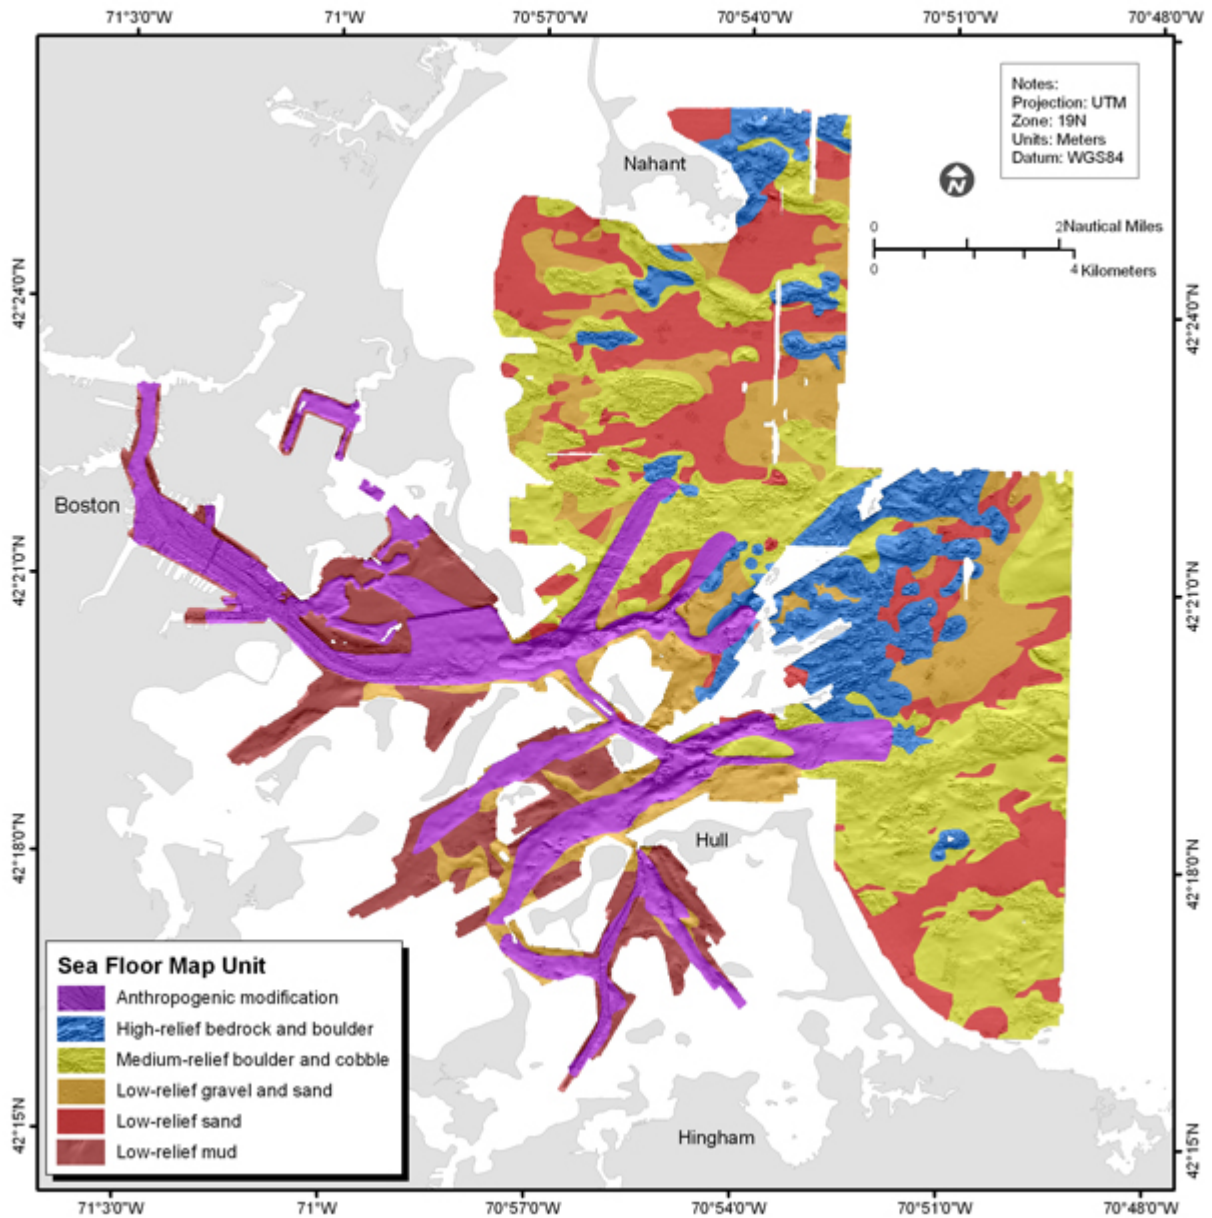 71°3'0"W 71°W 70°57'0"W 70°54'0"W 70°51'0"W 70°48'0"W
Notes:
Projection: UTM
Zone: 19N
Units: Meters
Datum: WGS84
Nahant
N
0 2 Nautical Miles
0 4 Kilometers
42°24'0"N
42°24'0"N
Boston
42°21'0"N
42°21'0"N
Hull
42°18'0"N
42°18'0"N
Sea Floor Map Unit
Anthropogenic modification
High-relief bedrock and boulder
Medium-relief boulder and cobble
Low-relief gravel and sand
Low-relief sand
Low-relief mud
Hingham
42°15'N
42°15'N
71°3'0"W 71°W 70°57'0"W 70°54'0"W 70°51'0"W 70°48'0"W